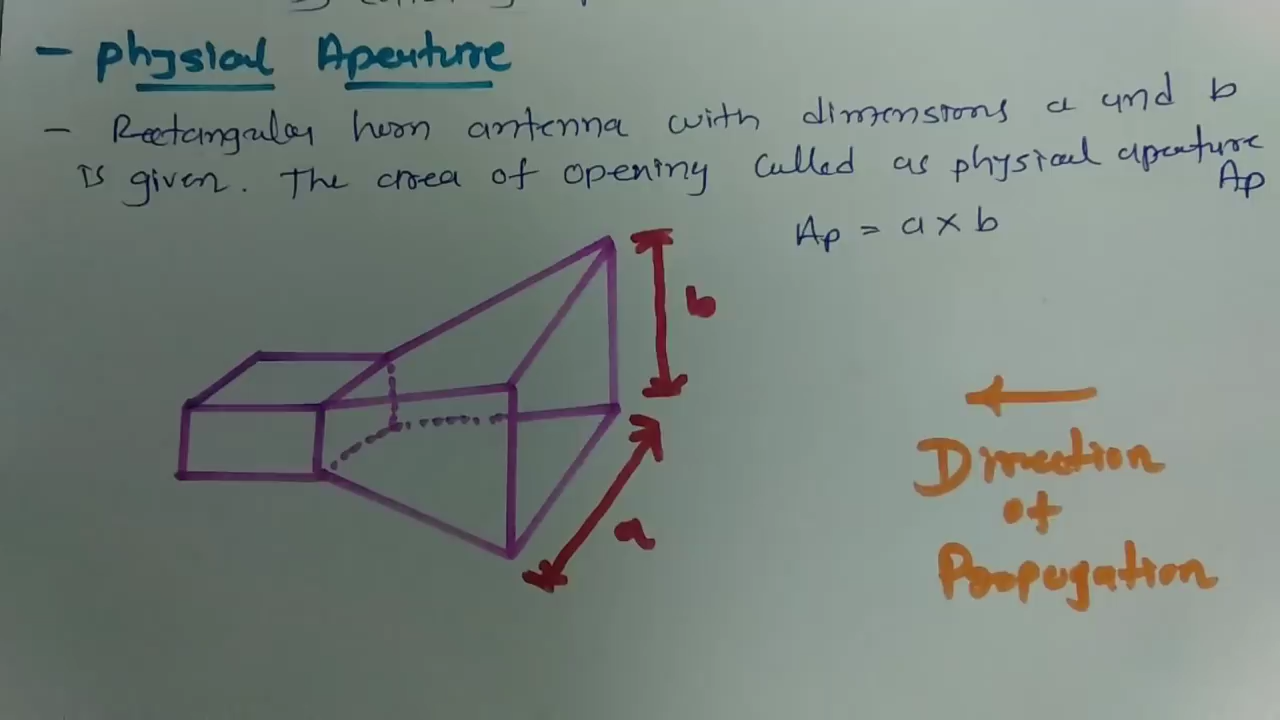 - Physical Aperture
- Rectangular horn antenna with dimensions a and b
is given. The area of opening called as physical aperture
Ap
Ap = a × b
b
a
Direction
of
Propagation